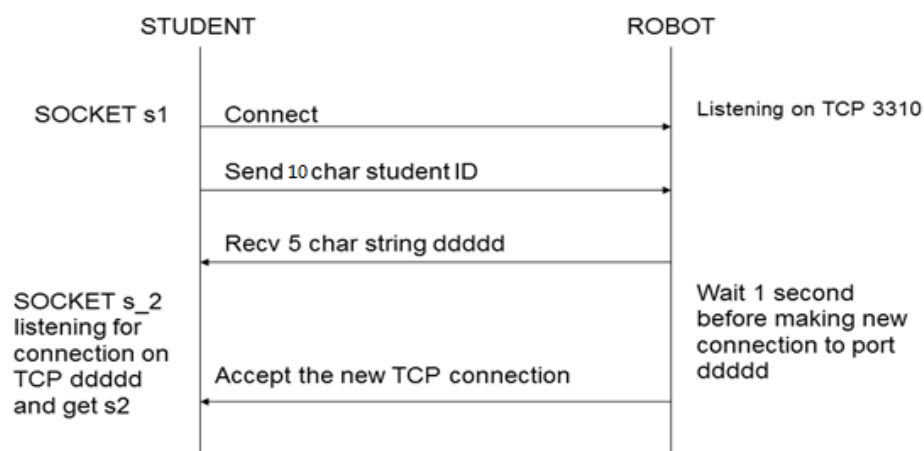 STUDENT
ROBOT
SOCKET s1
Connect
Listening on TCP 3310
Send 10 char student ID
Recv 5 char string ddddd
SOCKET s_2
listening for
connection on
TCP ddddd
and get s2
Wait 1 second
before making new
connection to port
ddddd
Accept the new TCP connection